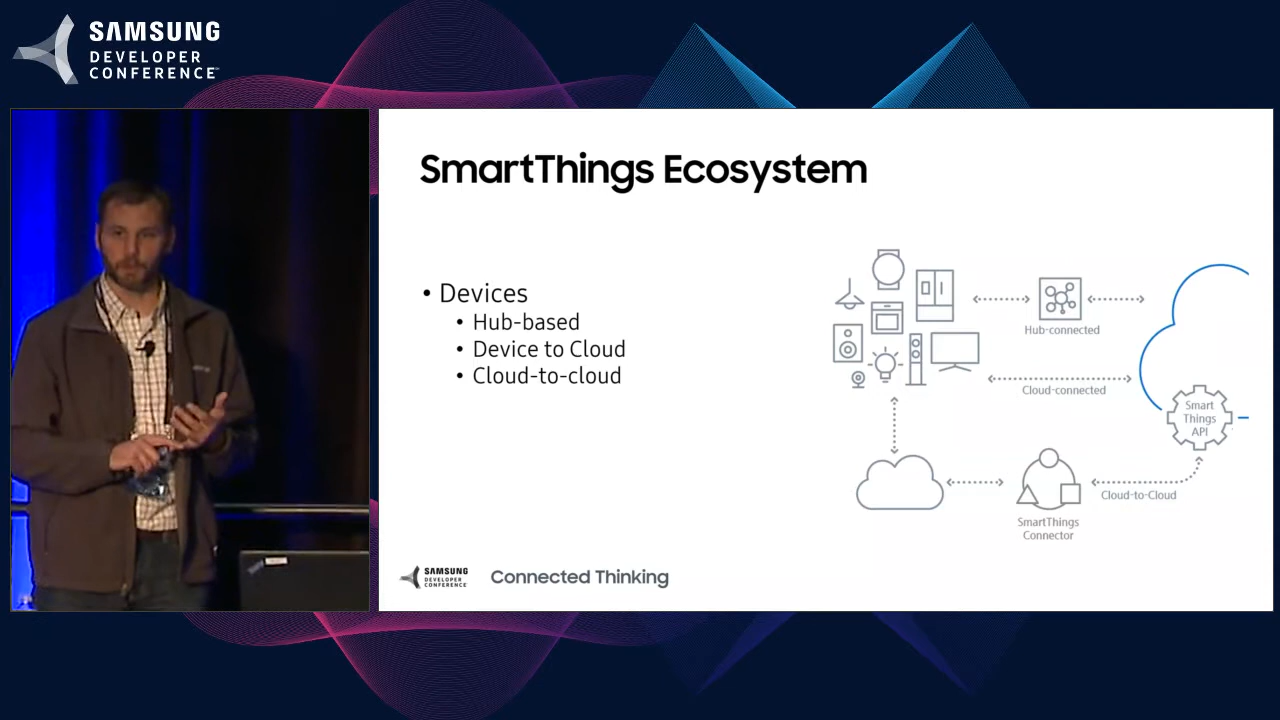 SAMSUNG
DEVELOPER
CONFERENCE
SmartThings Ecosystem
• Devices
• Hub-based
• Device to Cloud
• Cloud-to-cloud
Hub-connected
Cloud-connected
Smart
Things
API
Cloud-to-Cloud
SmartThings
Connector
SAMSUNG
DEVELOPER
CONFERENCE
Connected Thinking